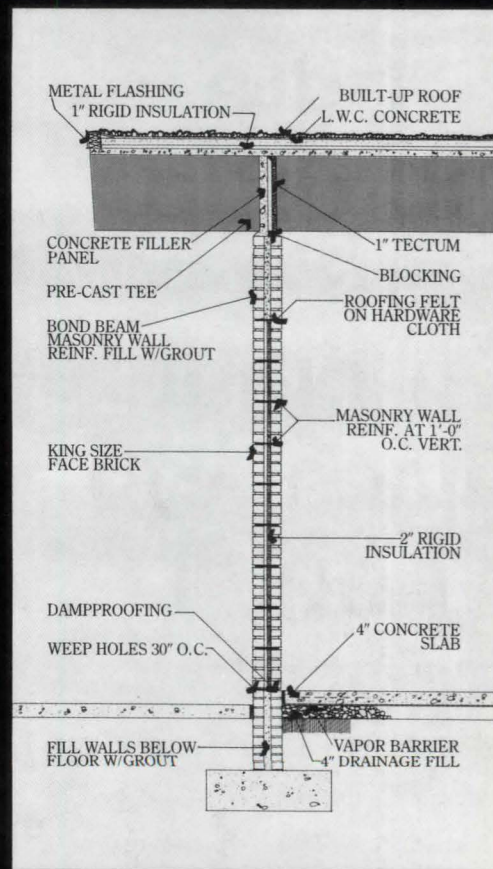 METAL FLASHING
1" RIGID INSULATION
BUILT-UP ROOF
L.W.C. CONCRETE
CONCRETE FILLER
PANEL
1" TECTUM
PRE-CAST TEE
BLOCKING
BOND BEAM
MASONRY WALL
REINF. FILL W/GROUT
ROOFING FELT
ON HARDWARE
CLOTH
KING SIZE
FACE BRICK
MASONRY WALL
REINF. AT 1'-0"
O.C. VERT.
2" RIGID
INSULATION
DAMPPROOFING
WEEP HOLES 30" O.C.
4" CONCRETE
SLAB
FILL WALLS BELOW
FLOOR W/GROUT
VAPOR BARRIER
4" DRAINAGE FILL